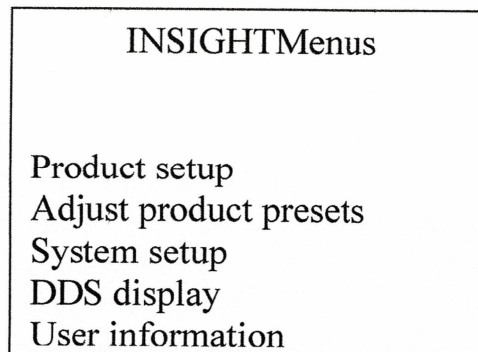 INSIGHTMenus
Product setup
Adjust product presets
System setup
DDS display
User information